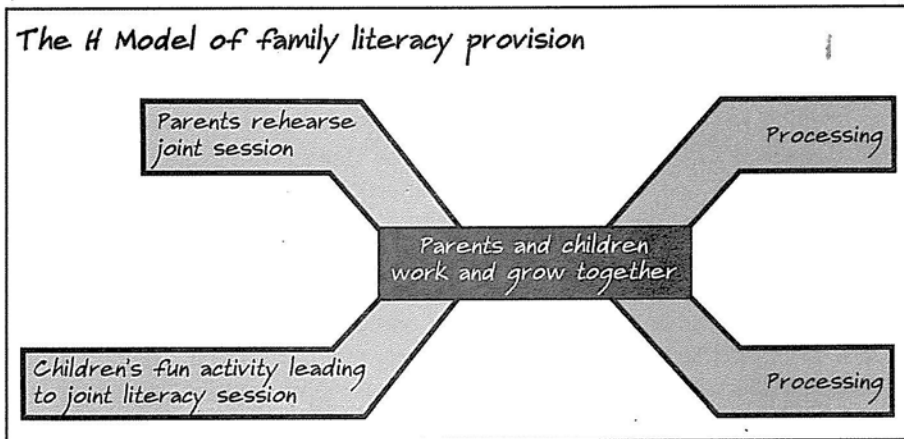 The H Model of family literacy provision
Parents rehearse
joint session
Processing
Parents and children
work and grow together
Children's fun activity leading
to joint literacy session
Processing